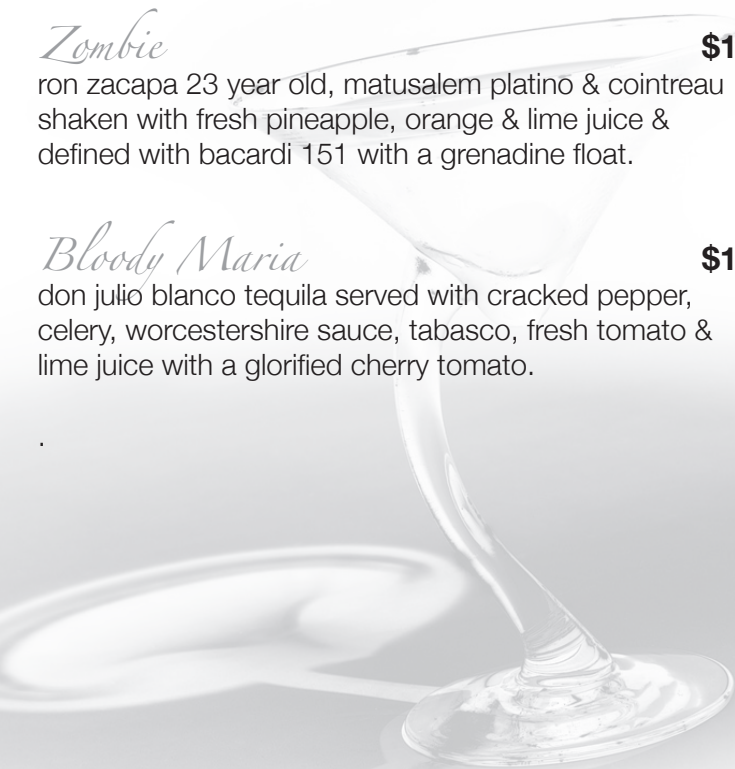 Zombie $1
ron zacapa 23 year old, matusalem platino & cointreau
shaken with fresh pineapple, orange & lime juice &
defined with bacardi 151 with a grenadine float.
Bloody Maria $1
don julio blanco tequila served with cracked pepper,
celery, worcestershire sauce, tabasco, fresh tomato &
lime juice with a glorified cherry tomato.
.